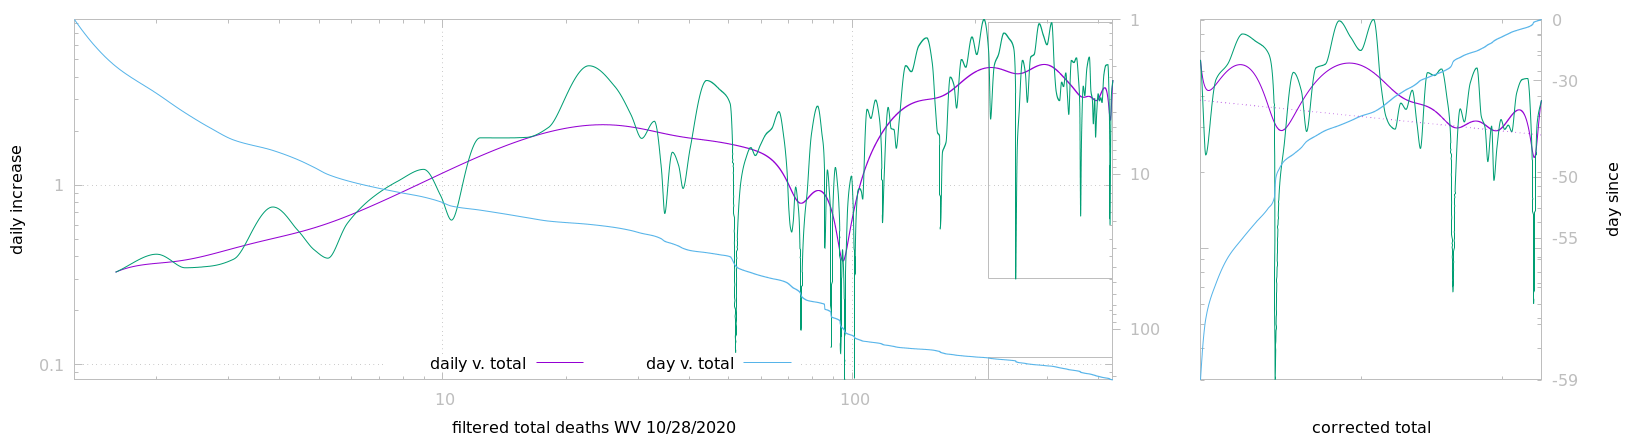 daily increase
1
0.1
daily v. total
day v. total
10
100
1
10
100
filtered total deaths WV 10/28/2020
0
-30
-50
-55
-59
day since
corrected total